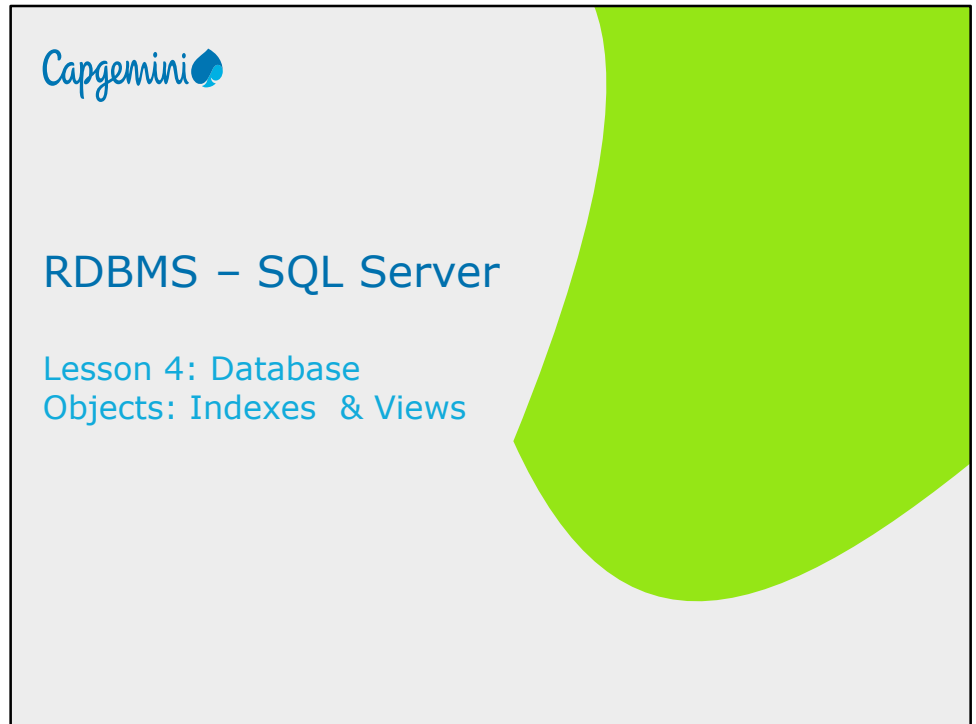 Capgemini
RDBMS – SQL Server
Lesson 4: Database
Objects: Indexes & Views